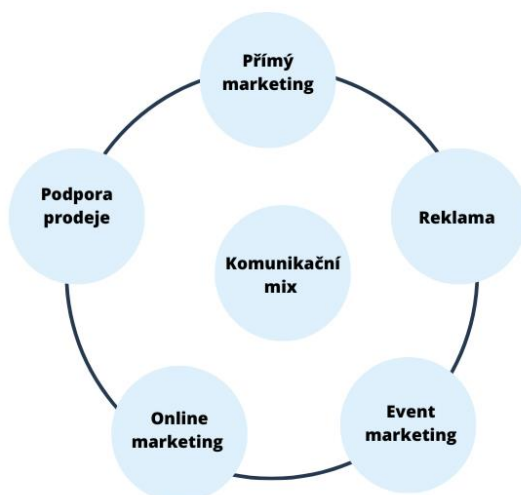 Přímý
marketing
Podpora
prodeje
Reklama
Komunikační
mix
Online
marketing
Event
marketing